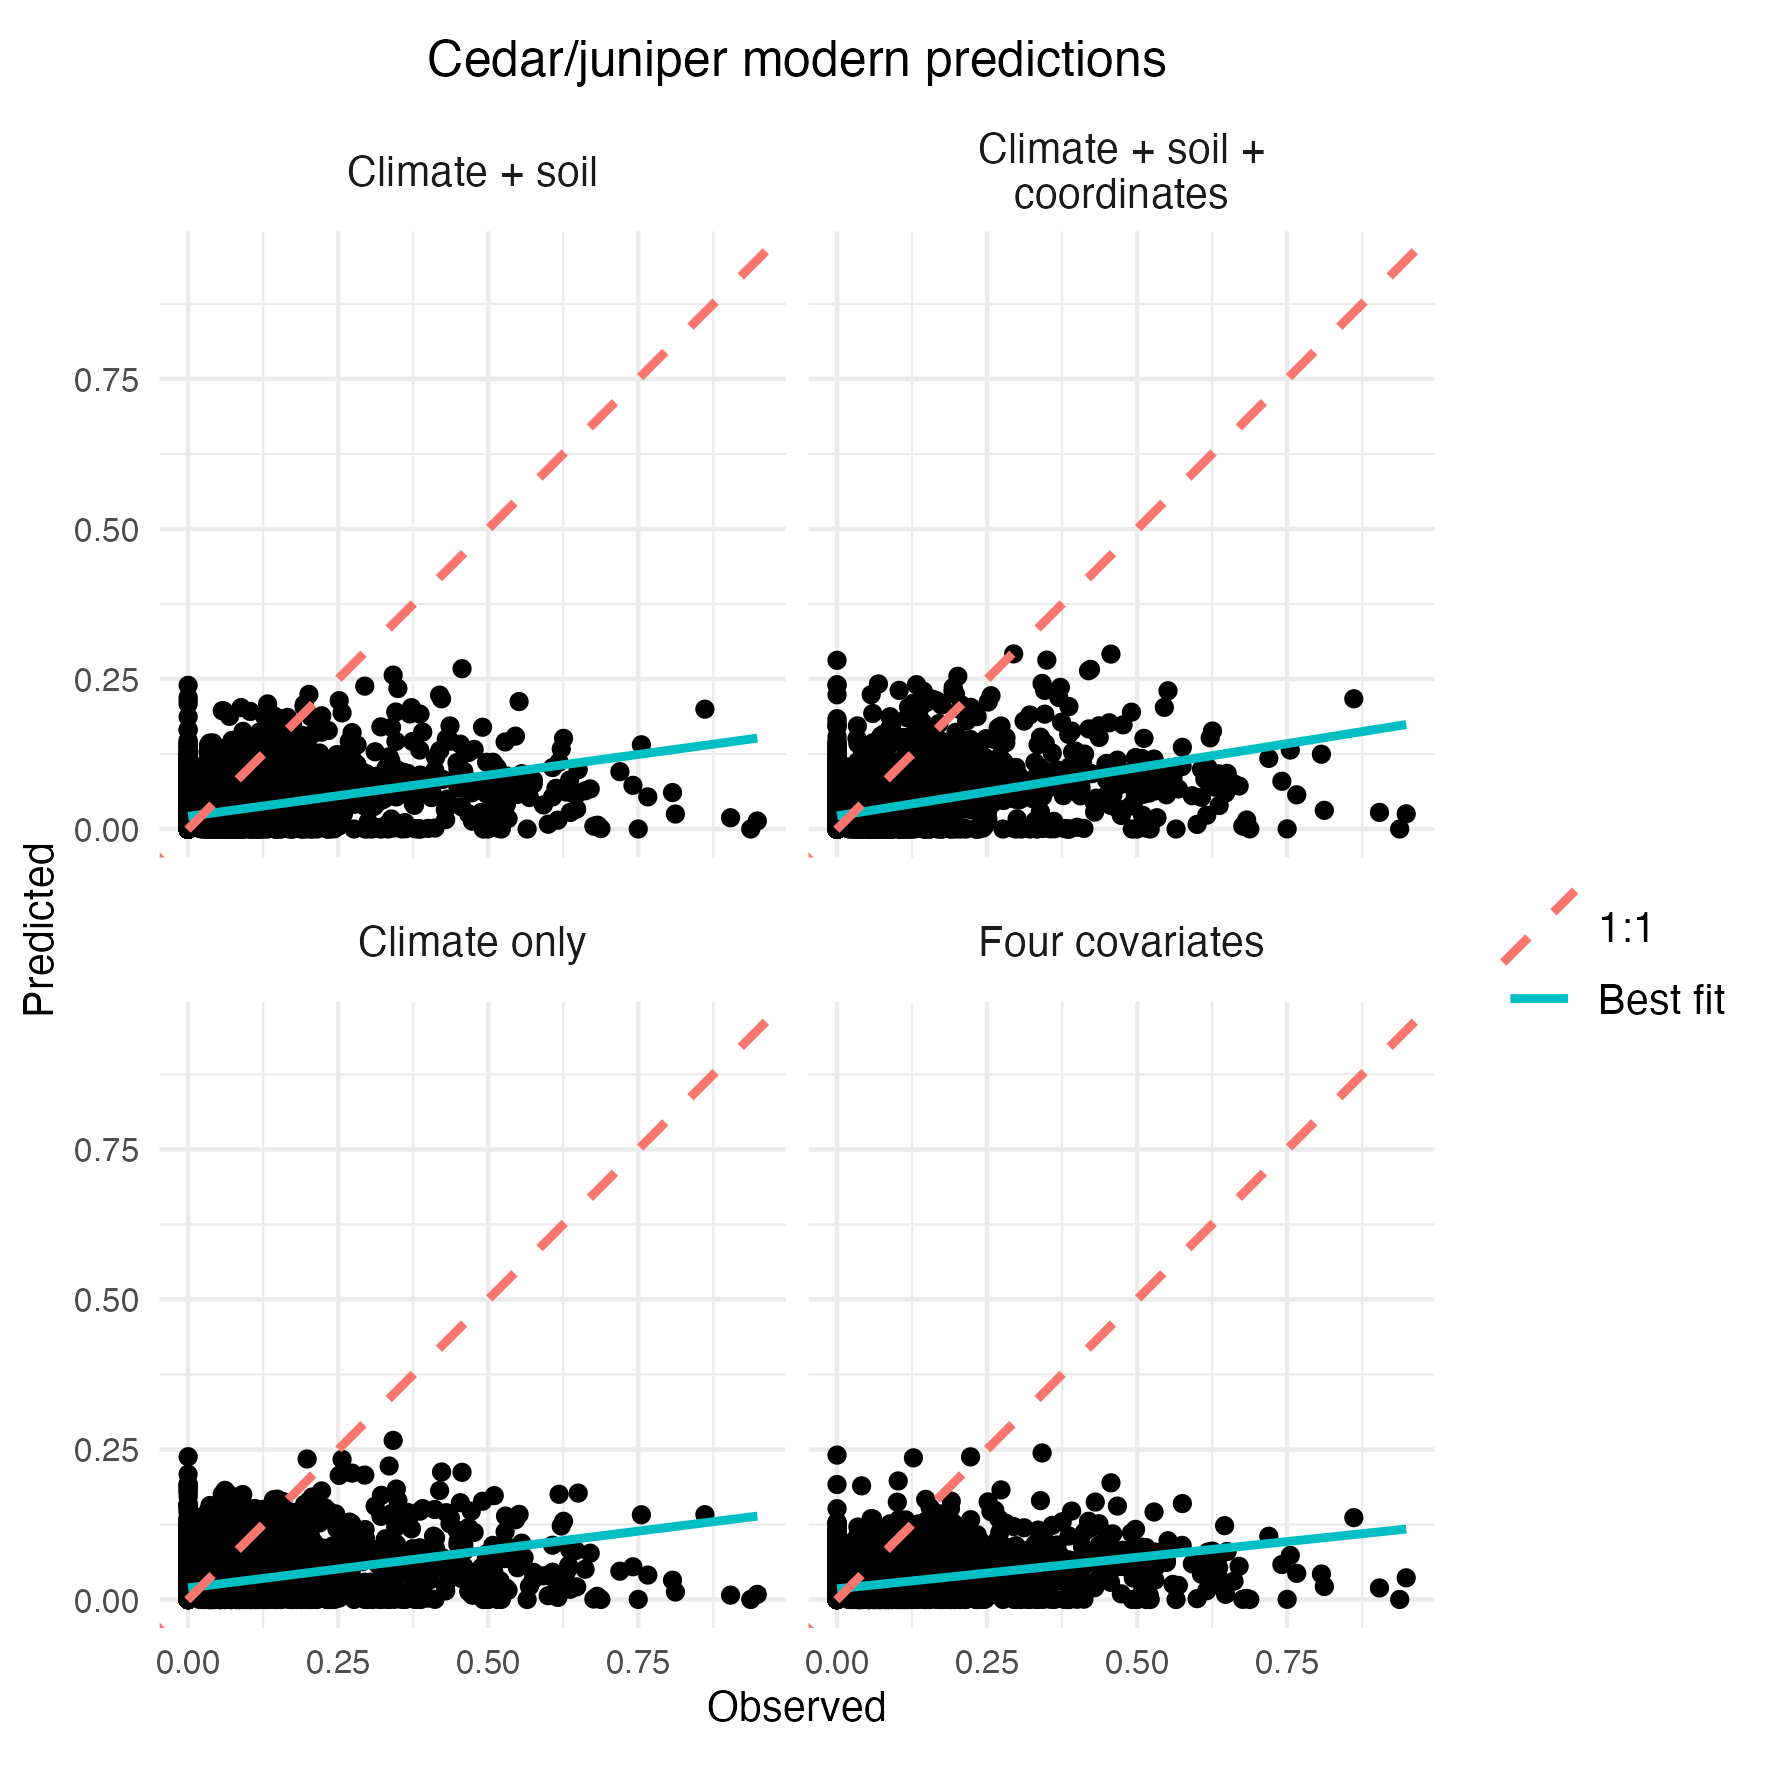 Cedar/juniper modern predictions
Climate + soil
Climate + soil +
coordinates
0.75
0.50
0.25
0.00
Climate only
Four covariates
0.75
0.50
0.25
0.00
0.00 0.25 0.50 0.75
0.00 0.25 0.50 0.75
Predicted
Observed
1:1
Best fit